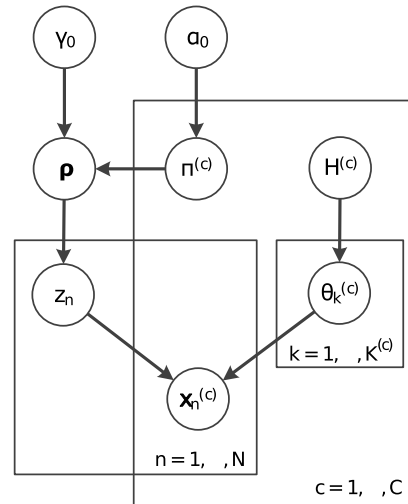 γ₀ α₀
ρ π⁽ᶜ⁾ H⁽ᶜ⁾
zₙ θₖ⁽ᶜ⁾
k = 1, ,K⁽ᶜ⁾
xₙ⁽ᶜ⁾
n = 1, ,N
c = 1, ,C